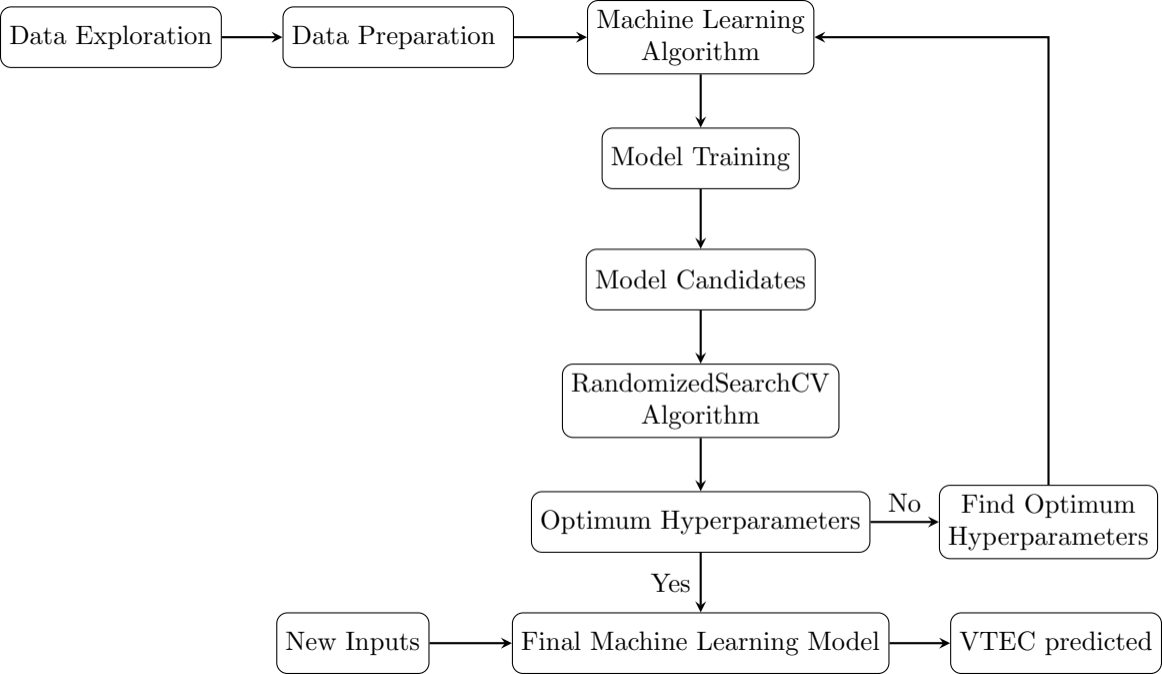 Data Exploration
Data Preparation
Machine Learning
Algorithm
Model Training
Model Candidates
RandomizedSearchCV
Algorithm
Optimum Hyperparameters
No
Find Optimum
Hyperparameters
Yes
New Inputs
Final Machine Learning Model
VTEC predicted